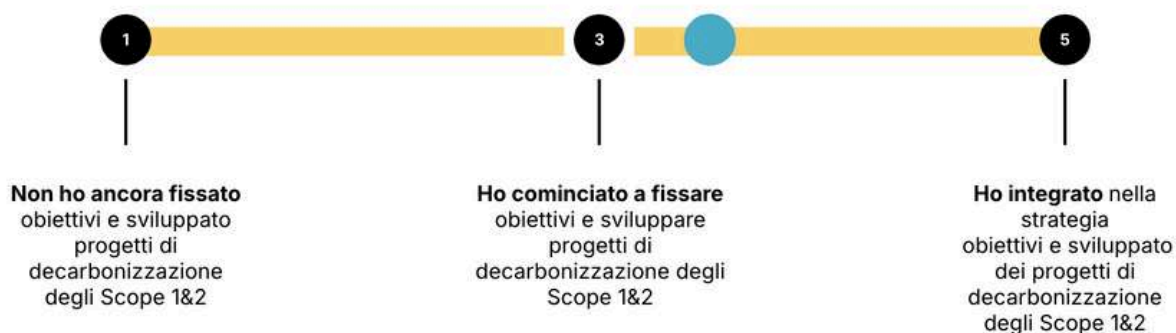 1
3
5
Non ho ancora fissato
obiettivi e sviluppato
progetti di
decarbonizzazione
degli Scope 1&2
Ho cominciato a fissare
obiettivi e sviluppare
progetti di
decarbonizzazione degli
Scope 1&2
Ho integrato nella
strategia
obiettivi e sviluppato
dei progetti di
decarbonizzazione
degli Scope 1&2